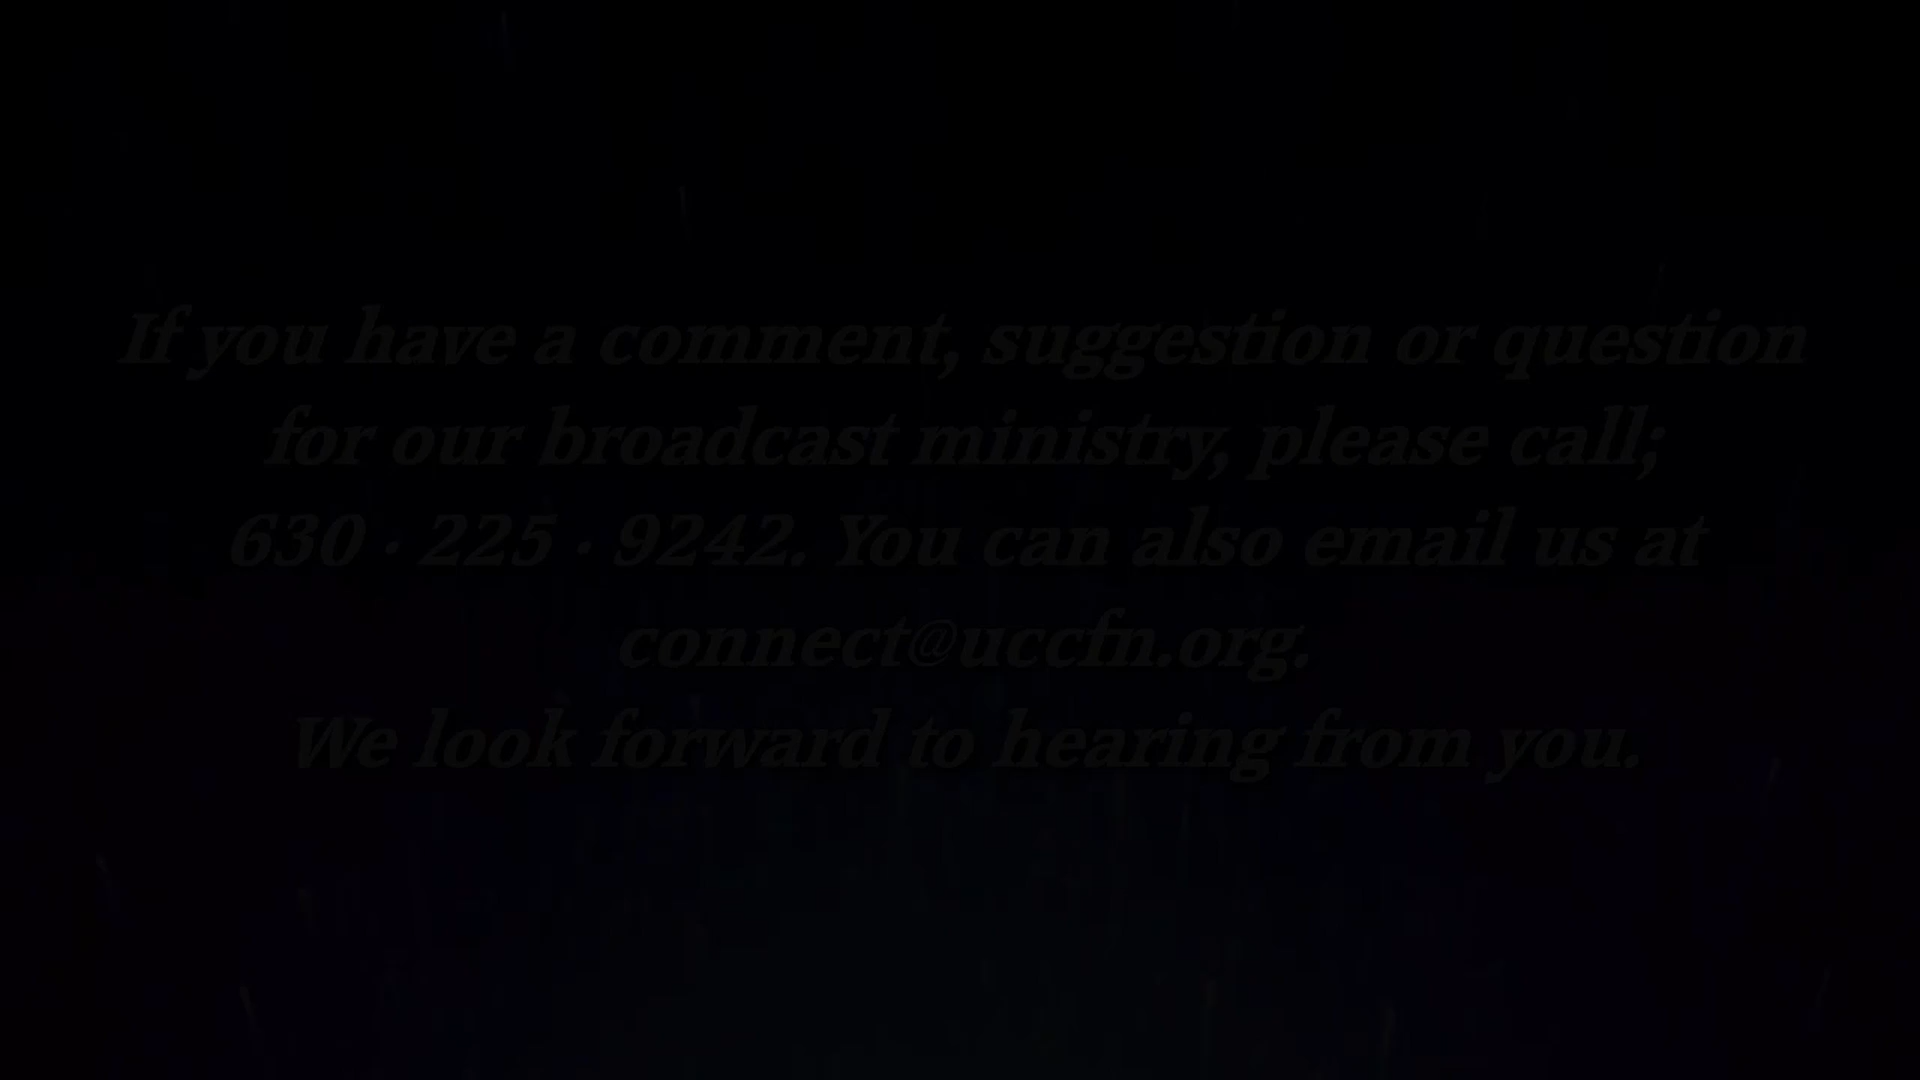 If you have a comment, suggestion or question
for our broadcast ministry, please call;
630 · 225 · 9242. You can also email us at
connect@uccfn.org.
We look forward to hearing from you.